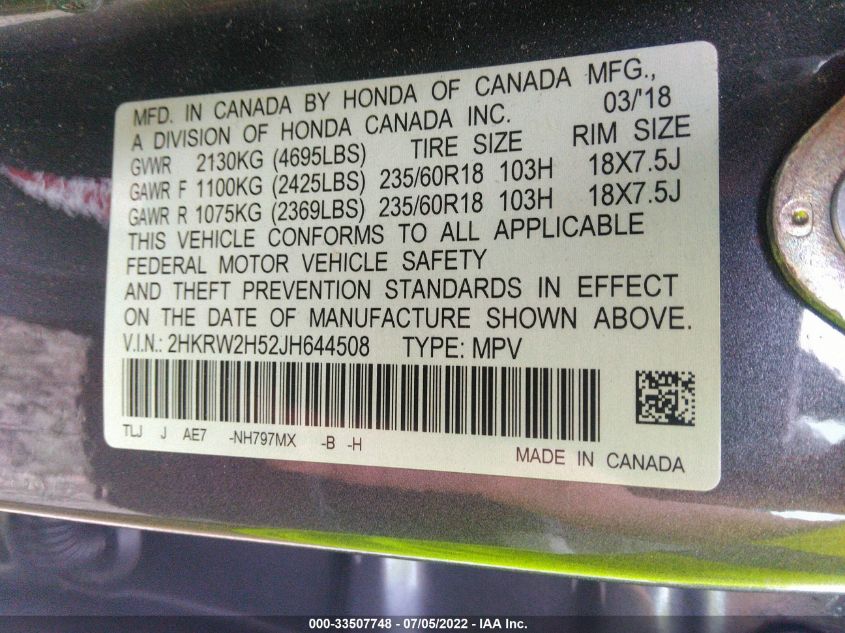 MFD. IN CANADA BY HONDA OF CANADA MFG.,
A DIVISION OF HONDA CANADA INC. 03/'18
GVWR 2130KG (4695LBS) TIRE SIZE RIM SIZE
GAWR F 1100KG (2425LBS) 235/60R18 103H 18X7.5J
GAWR R 1075KG (2369LBS) 235/60R18 103H 18X7.5J
THIS VEHICLE CONFORMS TO ALL APPLICABLE
FEDERAL MOTOR VEHICLE SAFETY
AND THEFT PREVENTION STANDARDS IN EFFECT
ON THE DATE OF MANUFACTURE SHOWN ABOVE.
V.I.N.: 2HKRW2H52JH644508 TYPE: MPV
TLJ J AE7 -NH797MX -B -H
MADE IN CANADA
000-33507748 - 07/05/2022 - IAA Inc.